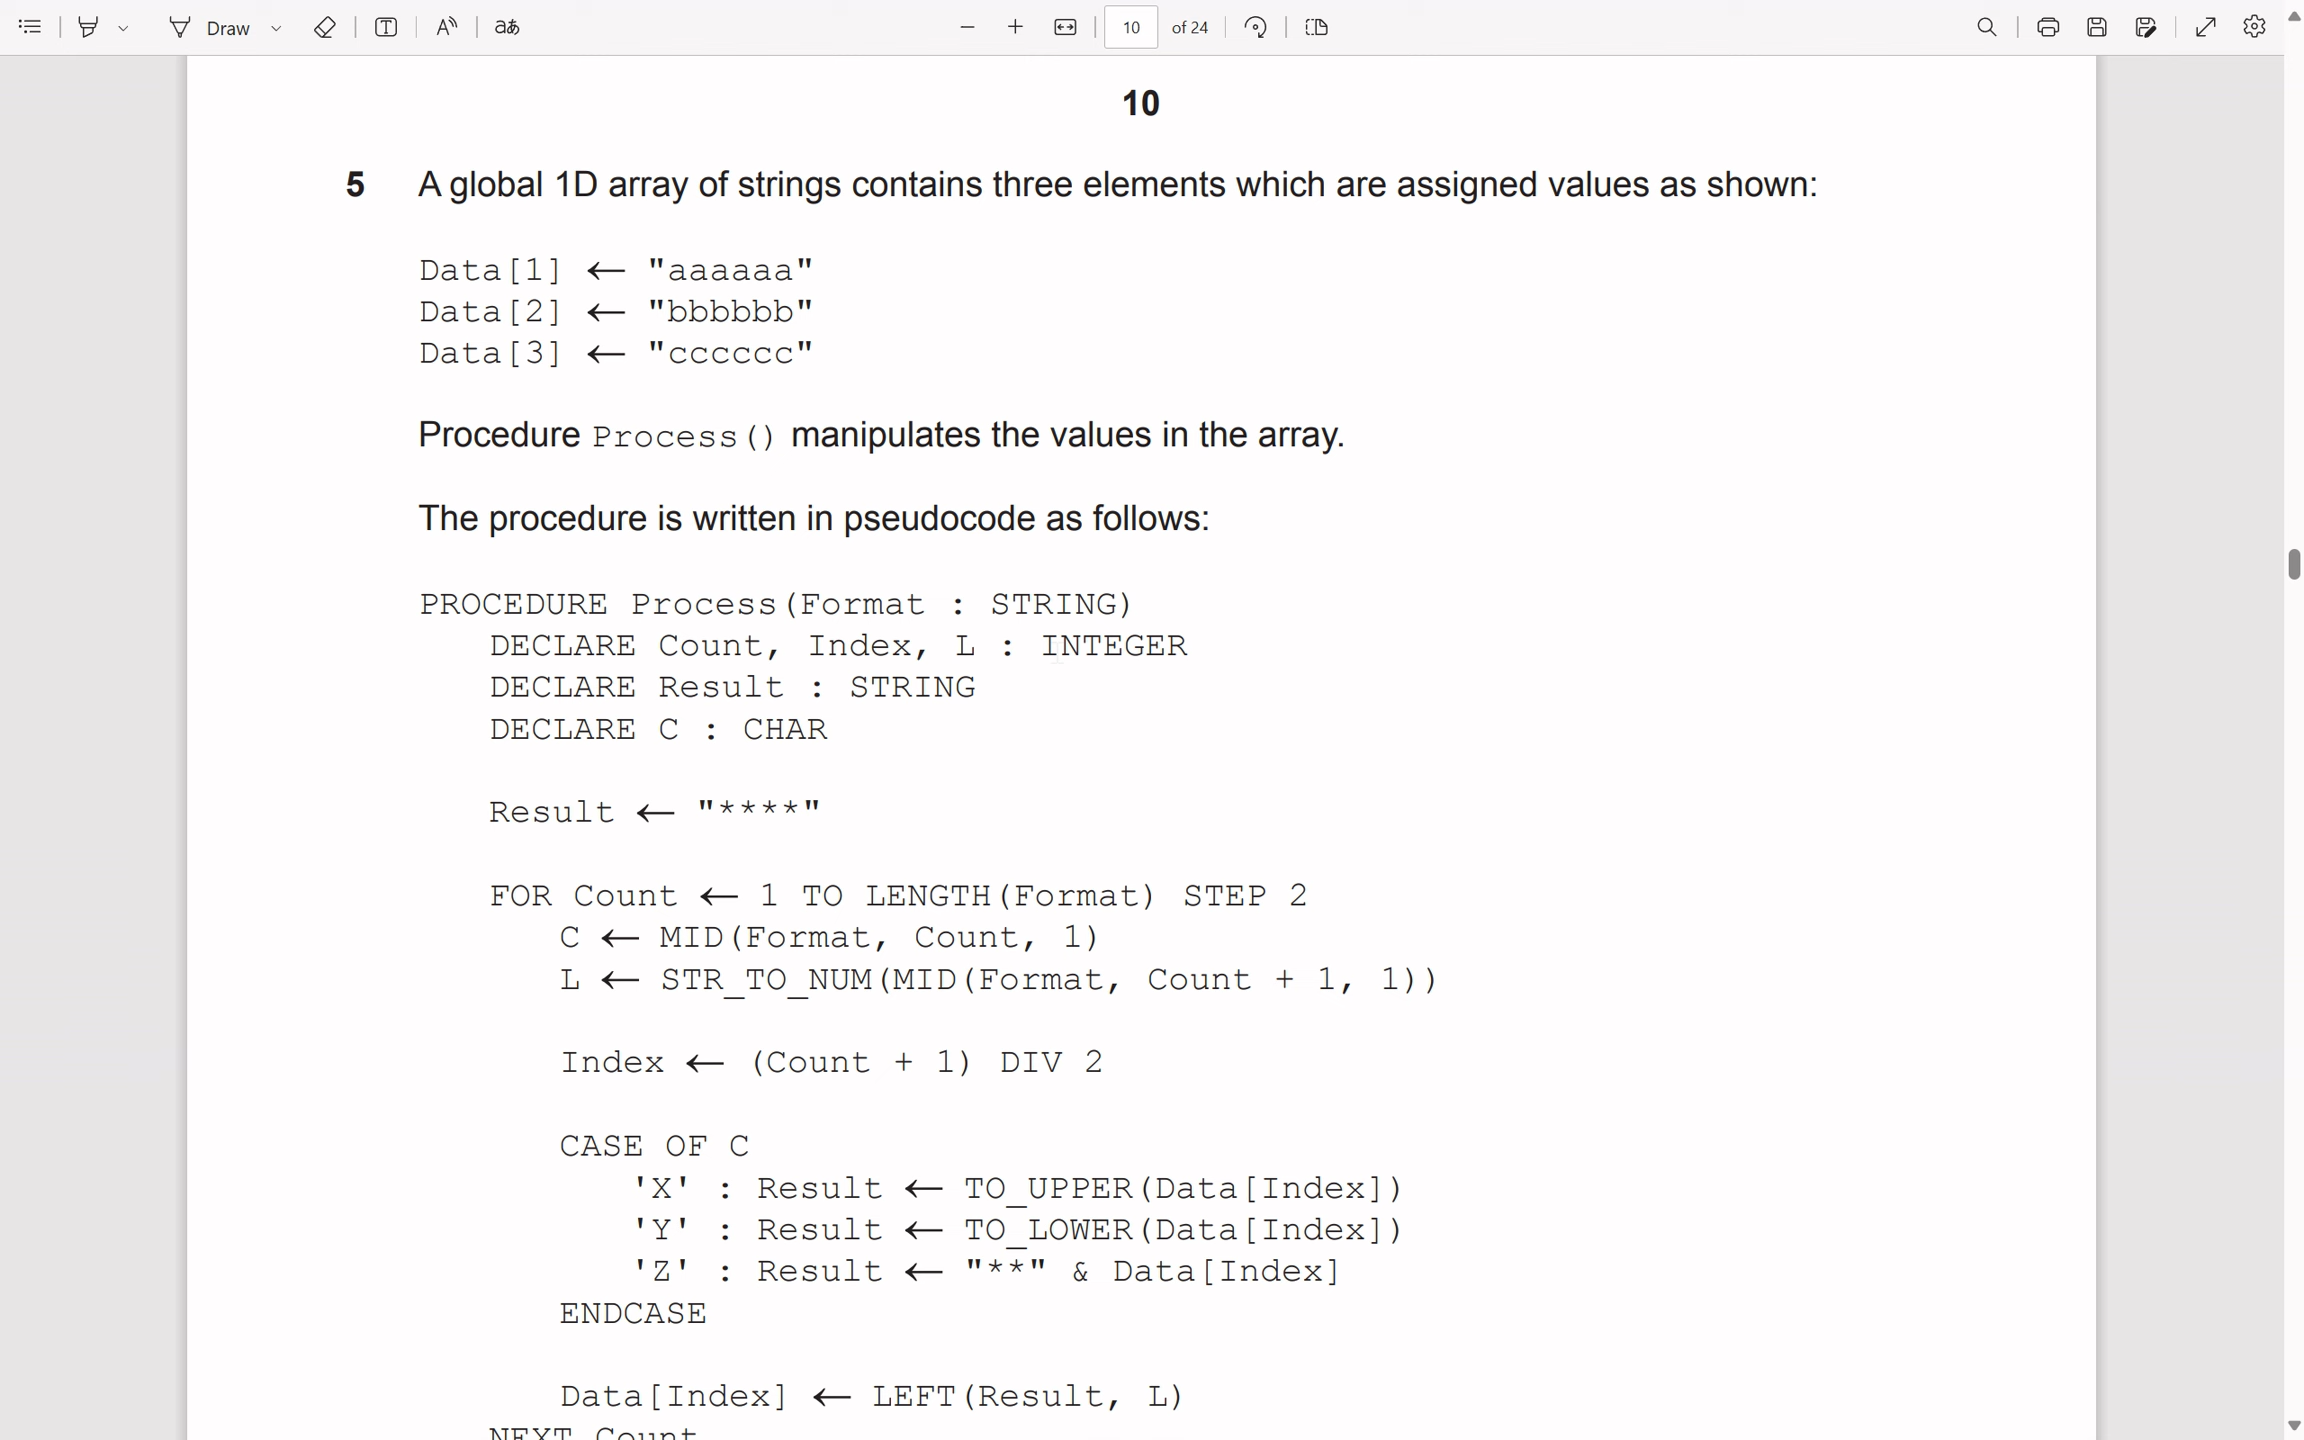 Draw
10 of 24
10
5 A global 1D array of strings contains three elements which are assigned values as shown:
Data[1] ← "aaaaaa"
Data[2] ← "bbbbbb"
Data[3] ← "cccccc"
Procedure Process() manipulates the values in the array.
The procedure is written in pseudocode as follows:
PROCEDURE Process(Format : STRING)
DECLARE Count, Index, L : INTEGER
DECLARE Result : STRING
DECLARE C : CHAR
Result ← "****"
FOR Count ← 1 TO LENGTH(Format) STEP 2
C ← MID(Format, Count, 1)
L ← STR_TO_NUM(MID(Format, Count + 1, 1))
Index ← (Count + 1) DIV 2
CASE OF C
'X' : Result ← TO_UPPER(Data[Index])
'Y' : Result ← TO_LOWER(Data[Index])
'Z' : Result ← "**" & Data[Index]
ENDCASE
Data[Index] ← LEFT(Result, L)
NEXT Count